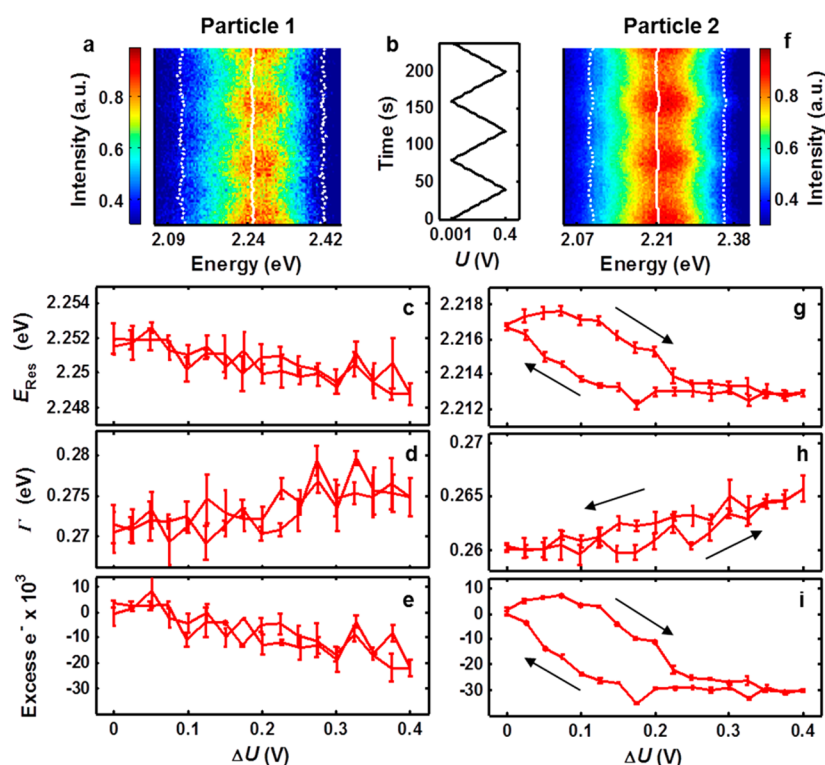 Particle 1
Particle 2
a
b
f
Intensity (a.u.)
0.8
0.6
0.4
2.09
2.24
2.42
Energy (eV)
Time (s)
200
150
100
50
0
0.001
0.4
U (V)
2.07
2.21
2.38
Energy (eV)
0.8
0.6
0.4
Intensity (a.u.)
c
E_Res (eV)
2.254
2.252
2.25
2.248
g
2.218
2.216
2.214
2.212
d
Γ (eV)
0.28
0.275
0.27
h
0.27
0.265
0.26
e
Excess e⁻ x 10³
10
0
-10
-20
-30
i
10
0
-10
-20
-30
0
0.1
0.2
0.3
0.4
ΔU (V)
0
0.1
0.2
0.3
0.4
ΔU (V)